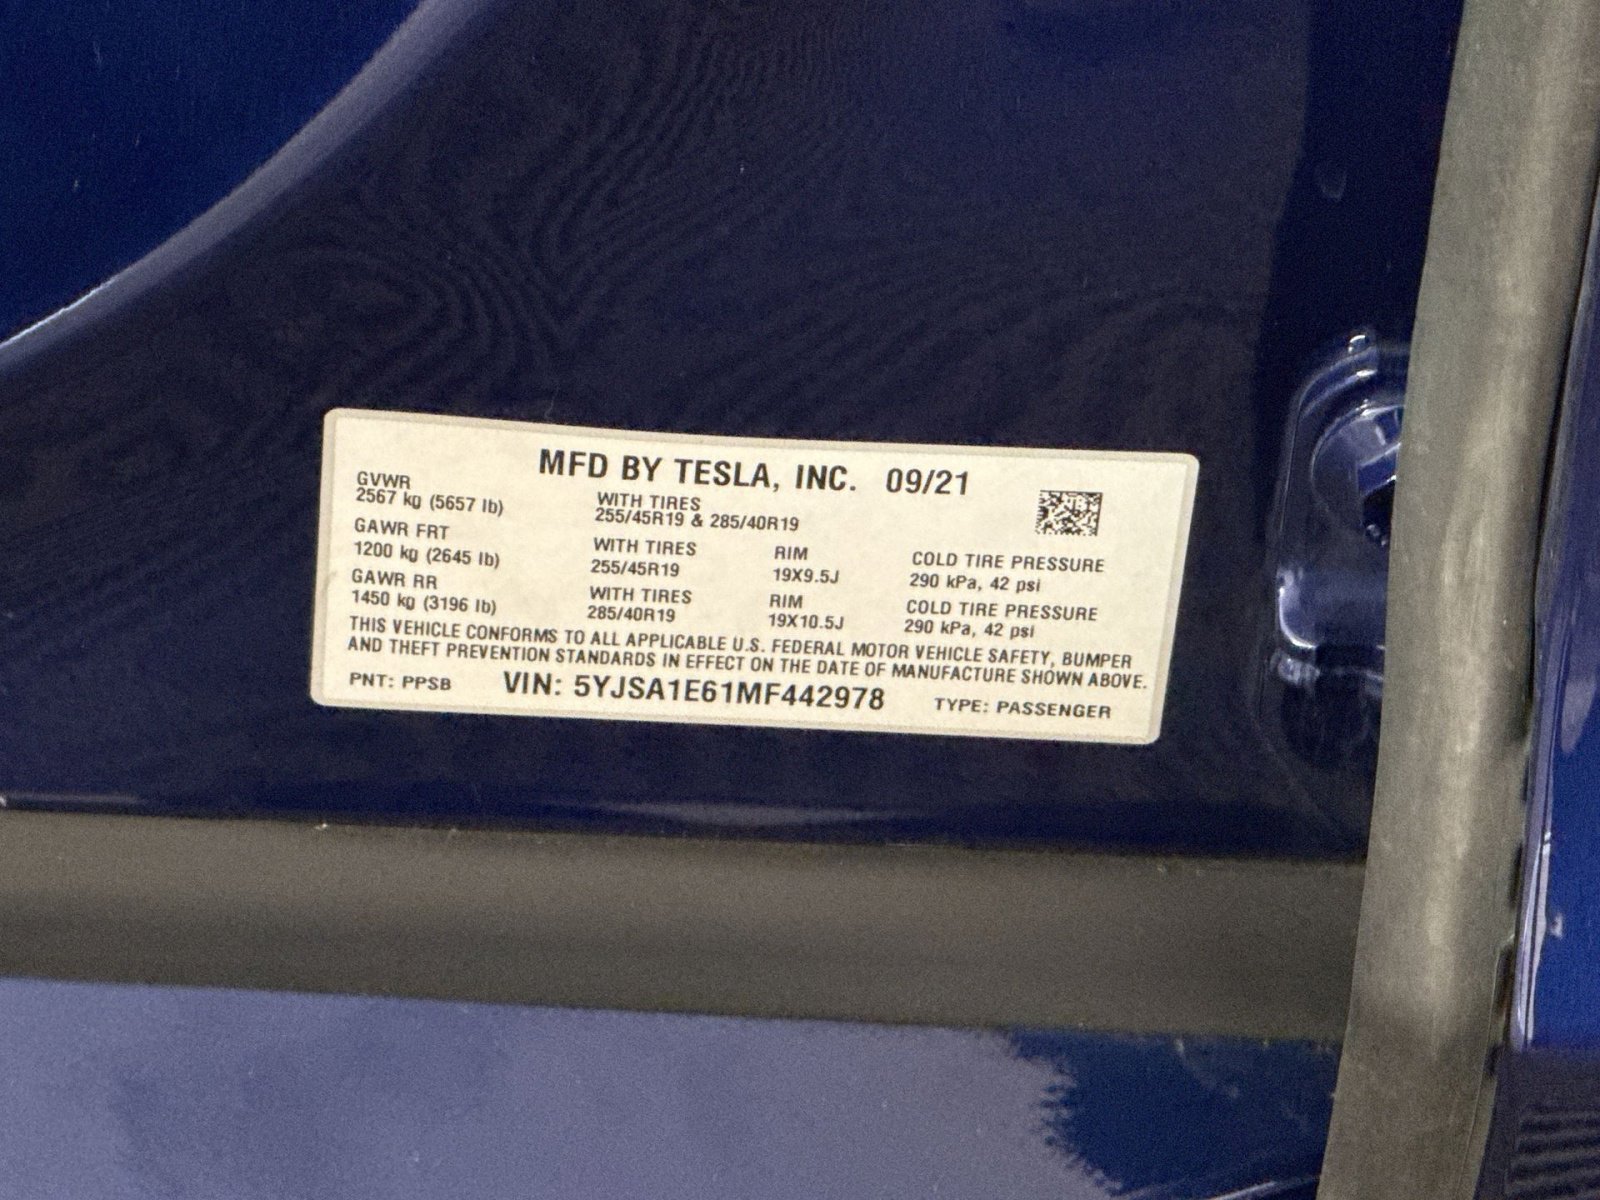 MFD BY TESLA, INC. 09/21
GVWR
2567 kg (5657 lb)
WITH TIRES
255/45R19 & 285/40R19
GAWR FRT
1200 kg (2645 lb)
WITH TIRES
255/45R19
RIM
19X9.5J
COLD TIRE PRESSURE
290 kPa, 42 psi
GAWR RR
1450 kg (3196 lb)
WITH TIRES
285/40R19
RIM
19X10.5J
COLD TIRE PRESSURE
290 kPa, 42 psi
THIS VEHICLE CONFORMS TO ALL APPLICABLE U.S. FEDERAL MOTOR VEHICLE SAFETY, BUMPER
AND THEFT PREVENTION STANDARDS IN EFFECT ON THE DATE OF MANUFACTURE SHOWN ABOVE.
PNT: PPSB VIN: 5YJSA1E61MF442978 TYPE: PASSENGER